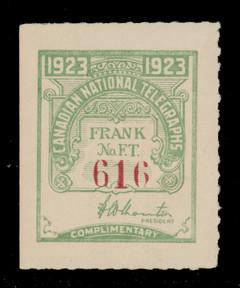 1923 1923
CANADIAN NATIONAL TELEGRAPHS
FRANK
No F.T.
616
PRESIDENT
COMPLIMENTARY